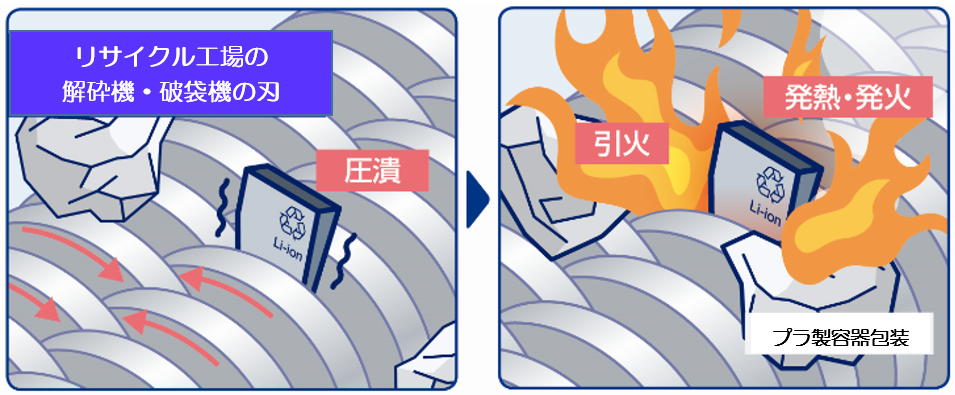 リサイクル工場の
解砕機・破袋機の刃
圧潰
Li-ion
発熱・発火
引火
Li-ion
プラ製容器包装